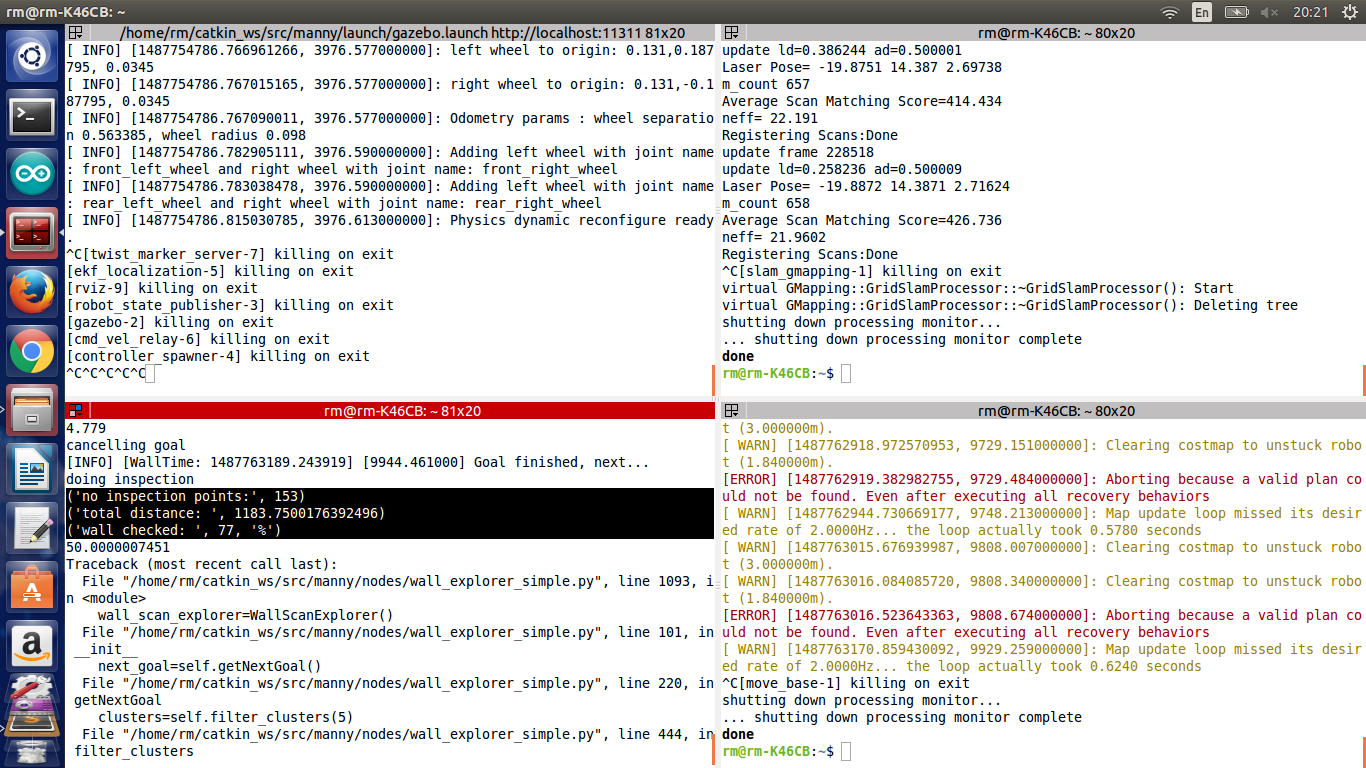 rm@rm-K46CB: ~
En
20:21
/home/rm/catkin_ws/src/manny/launch/gazebo.launch http://localhost:11311 81x20
[ INFO] [1487754786.766961266, 3976.577000000]: left wheel to origin: 0.131,0.187
795, 0.0345
[ INFO] [1487754786.767015165, 3976.577000000]: right wheel to origin: 0.131,-0.1
87795, 0.0345
[ INFO] [1487754786.767090011, 3976.577000000]: Odometry params : wheel separatio
n 0.563385, wheel radius 0.098
[ INFO] [1487754786.782905111, 3976.590000000]: Adding left wheel with joint name
: front_left_wheel and right wheel with joint name: front_right_wheel
[ INFO] [1487754786.783038478, 3976.590000000]: Adding left wheel with joint name
: rear_left_wheel and right wheel with joint name: rear_right_wheel
[ INFO] [1487754786.815030785, 3976.613000000]: Physics dynamic reconfigure ready
.
^C[twist_marker_server-7] killing on exit
[ekf_localization-5] killing on exit
[rviz-9] killing on exit
[robot_state_publisher-3] killing on exit
[gazebo-2] killing on exit
[cmd_vel_relay-6] killing on exit
[controller_spawner-4] killing on exit
^C^C^C^C^C
rm@rm-K46CB: ~ 80x20
update ld=0.386244 ad=0.500001
Laser Pose= -19.8751 14.387 2.69738
m_count 657
Average Scan Matching Score=414.434
neff= 22.191
Registering Scans:Done
update frame 228518
update ld=0.258236 ad=0.500009
Laser Pose= -19.8872 14.3871 2.71624
m_count 658
Average Scan Matching Score=426.736
neff= 21.9602
Registering Scans:Done
^C[slam_gmapping-1] killing on exit
virtual GMapping::GridSlamProcessor::~GridSlamProcessor(): Start
virtual GMapping::GridSlamProcessor::~GridSlamProcessor(): Deleting tree
shutting down processing monitor...
... shutting down processing monitor complete
done
rm@rm-K46CB:~$
rm@rm-K46CB: ~ 81x20
4.779
cancelling goal
[INFO] [WallTime: 1487763189.243919] [9944.461000] Goal finished, next...
doing inspection
('no inspection points:', 153)
('total distance: ', 1183.7500176392496)
('wall checked: ', 77, '%')
50.0000007451
Traceback (most recent call last):
File "/home/rm/catkin_ws/src/manny/nodes/wall_explorer_simple.py", line 1093, i
n <module>
wall_scan_explorer=WallScanExplorer()
File "/home/rm/catkin_ws/src/manny/nodes/wall_explorer_simple.py", line 101, in
__init__
next_goal=self.getNextGoal()
File "/home/rm/catkin_ws/src/manny/nodes/wall_explorer_simple.py", line 220, in
getNextGoal
clusters=self.filter_clusters(5)
File "/home/rm/catkin_ws/src/manny/nodes/wall_explorer_simple.py", line 444, in
filter_clusters
rm@rm-K46CB: ~ 80x20
t (3.000000m).
[ WARN] [1487762918.972570953, 9729.151000000]: Clearing costmap to unstuck robo
t (1.840000m).
[ERROR] [1487762919.382982755, 9729.484000000]: Aborting because a valid plan co
uld not be found. Even after executing all recovery behaviors
[ WARN] [1487762944.730669177, 9748.213000000]: Map update loop missed its desir
ed rate of 2.0000Hz... the loop actually took 0.5780 seconds
[ WARN] [1487763015.676939987, 9808.007000000]: Clearing costmap to unstuck robo
t (3.000000m).
[ WARN] [1487763016.084085720, 9808.340000000]: Clearing costmap to unstuck robo
t (1.840000m).
[ERROR] [1487763016.523643363, 9808.674000000]: Aborting because a valid plan co
uld not be found. Even after executing all recovery behaviors
[ WARN] [1487763170.859430092, 9929.259000000]: Map update loop missed its desir
ed rate of 2.0000Hz... the loop actually took 0.6240 seconds
^C[move_base-1] killing on exit
shutting down processing monitor...
... shutting down processing monitor complete
done
rm@rm-K46CB:~$